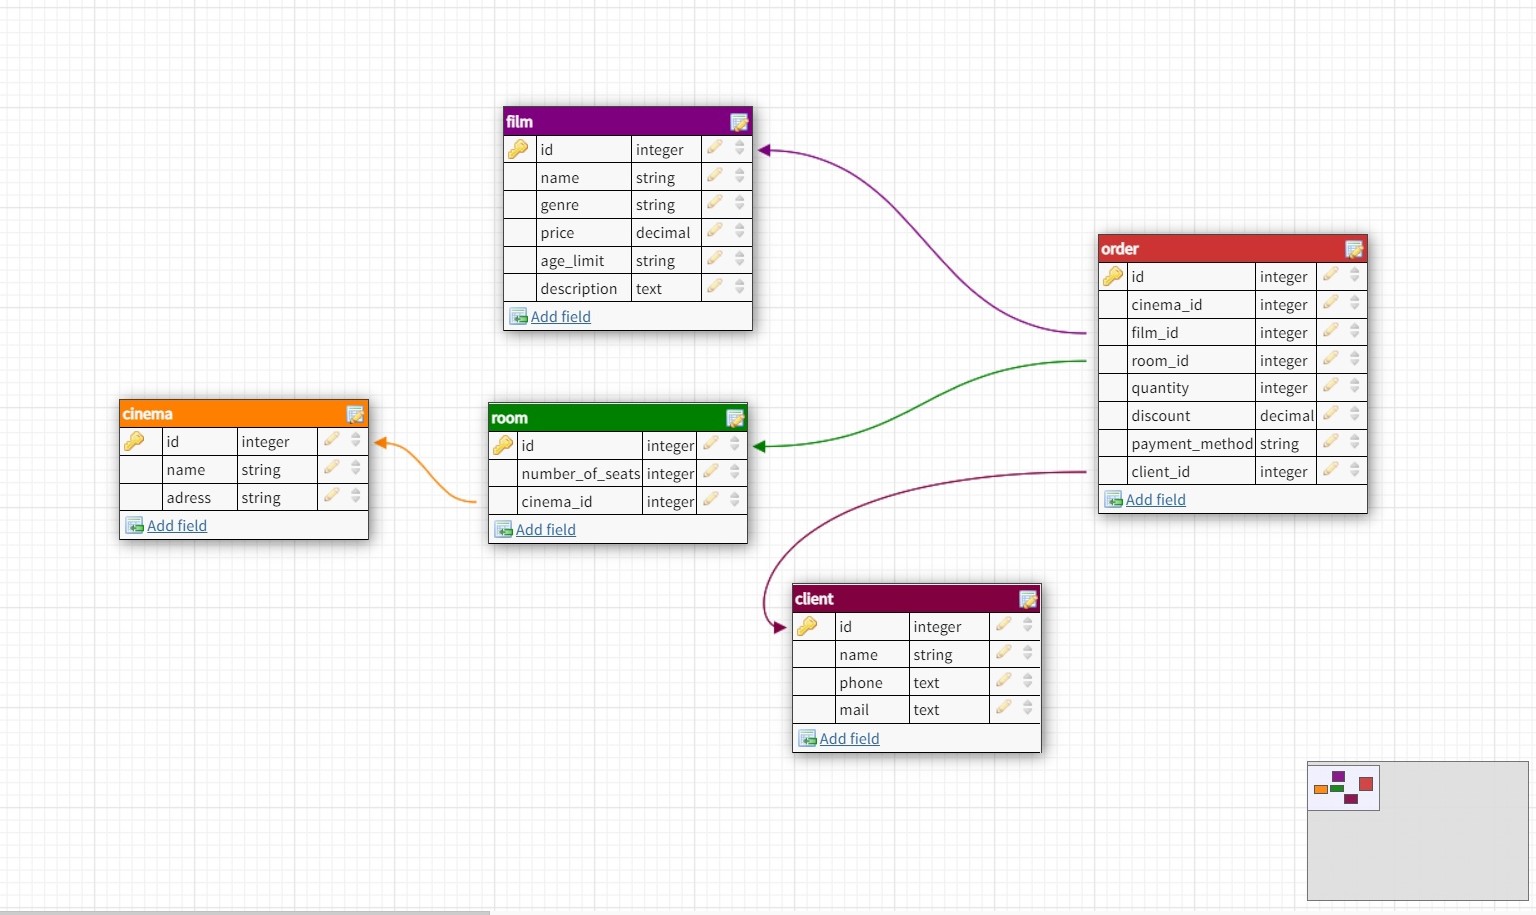 film
id integer
name string
genre string
price decimal
age_limit string
description text
Add field
order
id integer
cinema_id integer
film_id integer
room_id integer
quantity integer
discount decimal
payment_method string
client_id integer
Add field
cinema
id integer
name string
adress string
Add field
room
id integer
number_of_seats integer
cinema_id integer
Add field
client
id integer
name string
phone text
mail text
Add field